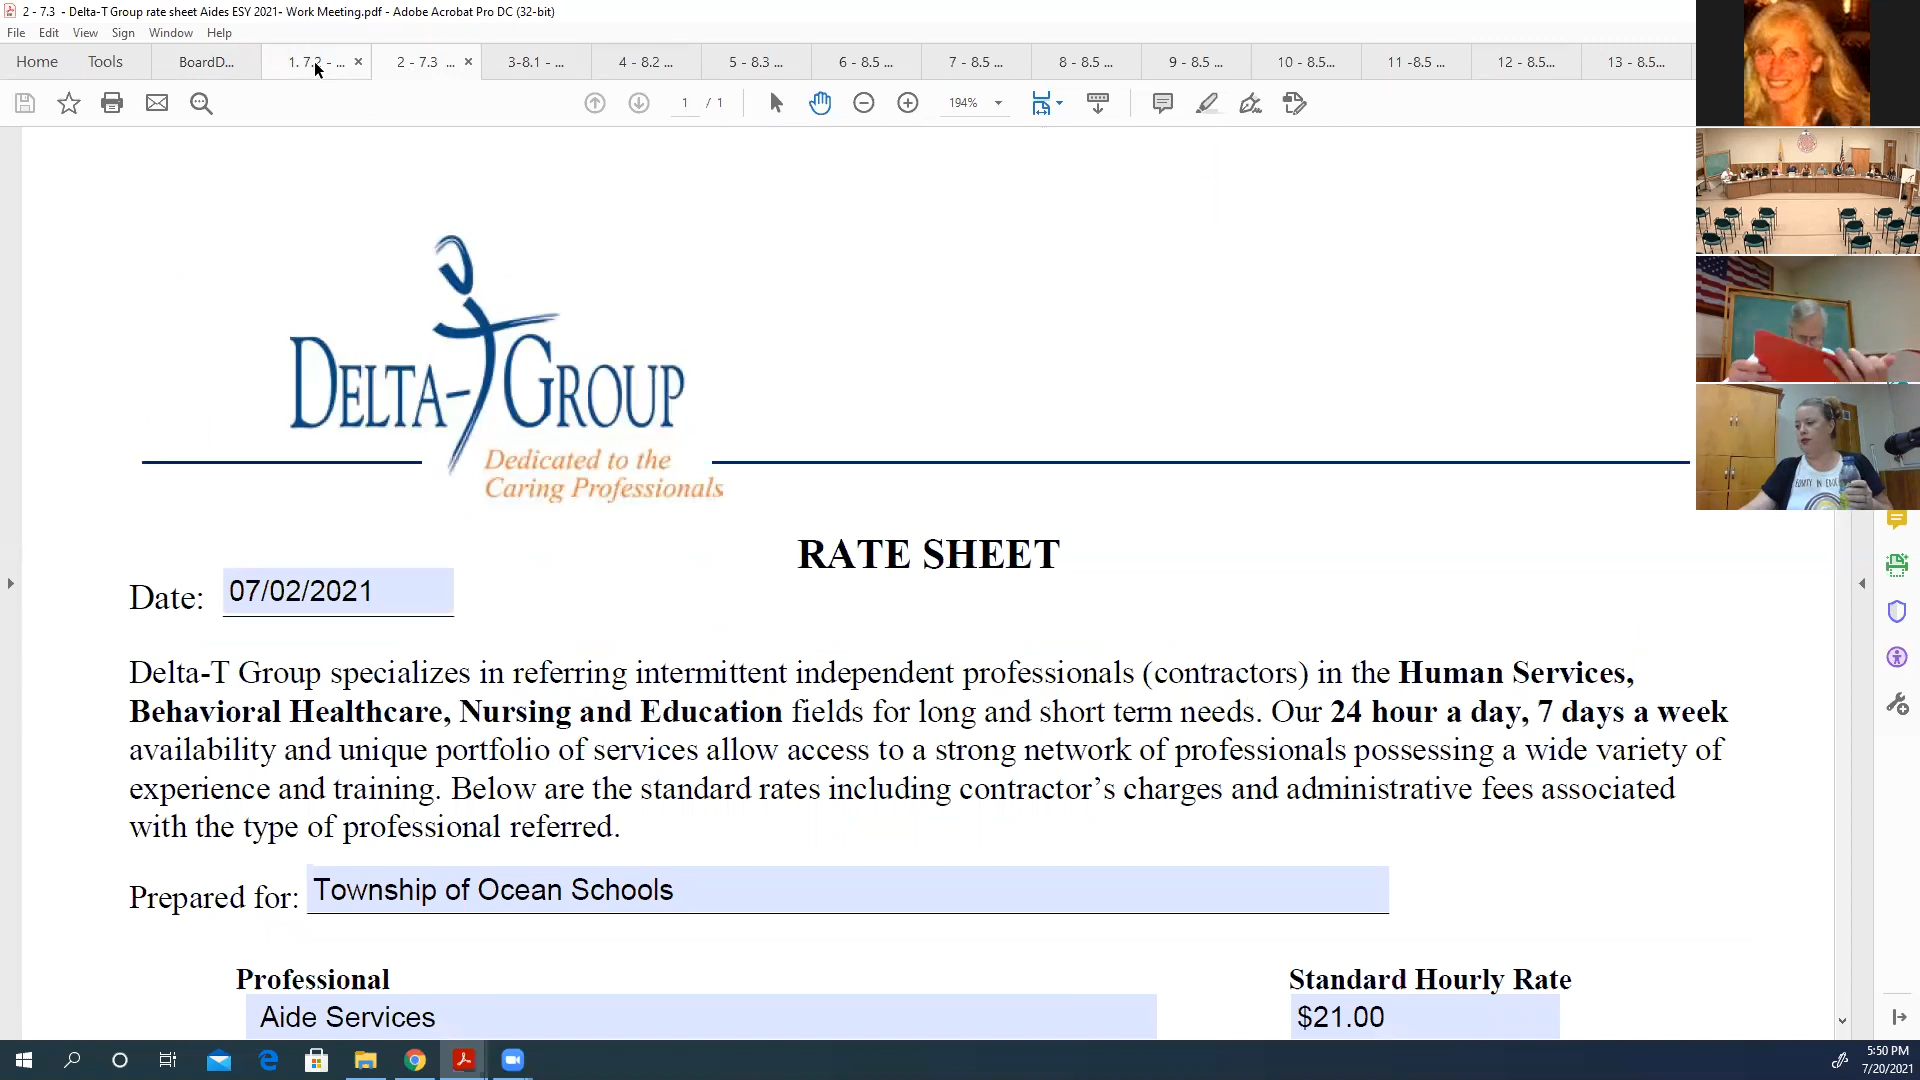 2 - 7.3 - Delta-T Group rate sheet Aides ESY 2021- Work Meeting.pdf - Adobe Acrobat Pro DC (32-bit)
File Edit View Sign Window Help
Home Tools BoardD... 1. 7.2 - ... × 2 - 7.3 ... × 3-8.1 - ... 4 - 8.2 ... 5 - 8.3 ... 6 - 8.5 ... 7 - 8.5 ... 8 - 8.5 ... 9 - 8.5 ... 10 - 8.5... 11 -8.5 ... 12 - 8.5... 13 - 8.5...
1 / 1 194%
DELTA-T GROUP
Dedicated to the
Caring Professionals
RATE SHEET
Date: 07/02/2021
Delta-T Group specializes in referring intermittent independent professionals (contractors) in the Human Services,
Behavioral Healthcare, Nursing and Education fields for long and short term needs. Our 24 hour a day, 7 days a week
availability and unique portfolio of services allow access to a strong network of professionals possessing a wide variety of
experience and training. Below are the standard rates including contractor's charges and administrative fees associated
with the type of professional referred.
Prepared for: Township of Ocean Schools
Professional Standard Hourly Rate
Aide Services $21.00
5:50 PM
7/20/2021